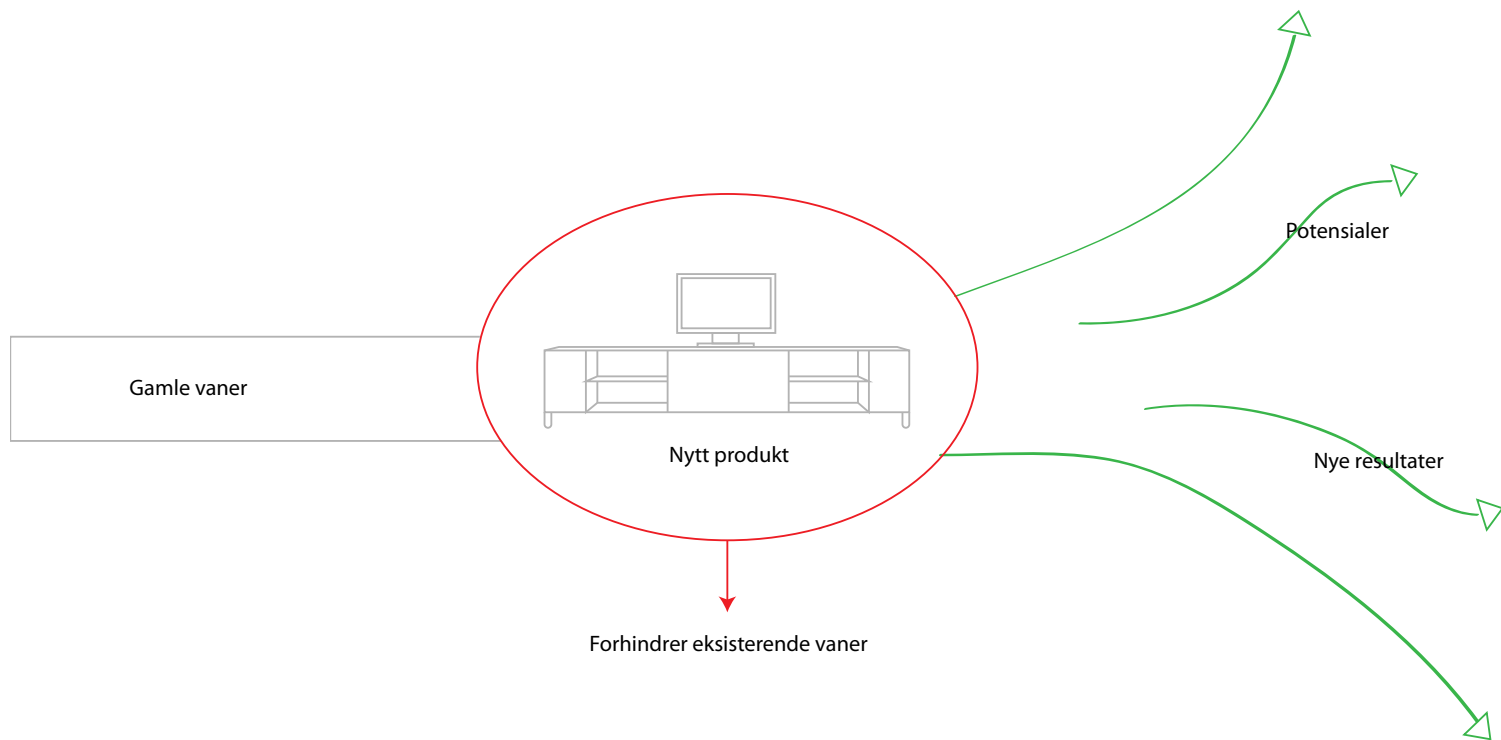 Potensialer
Gamle vaner
Nytt produkt
Nye resultater
Forhindrer eksisterende vaner